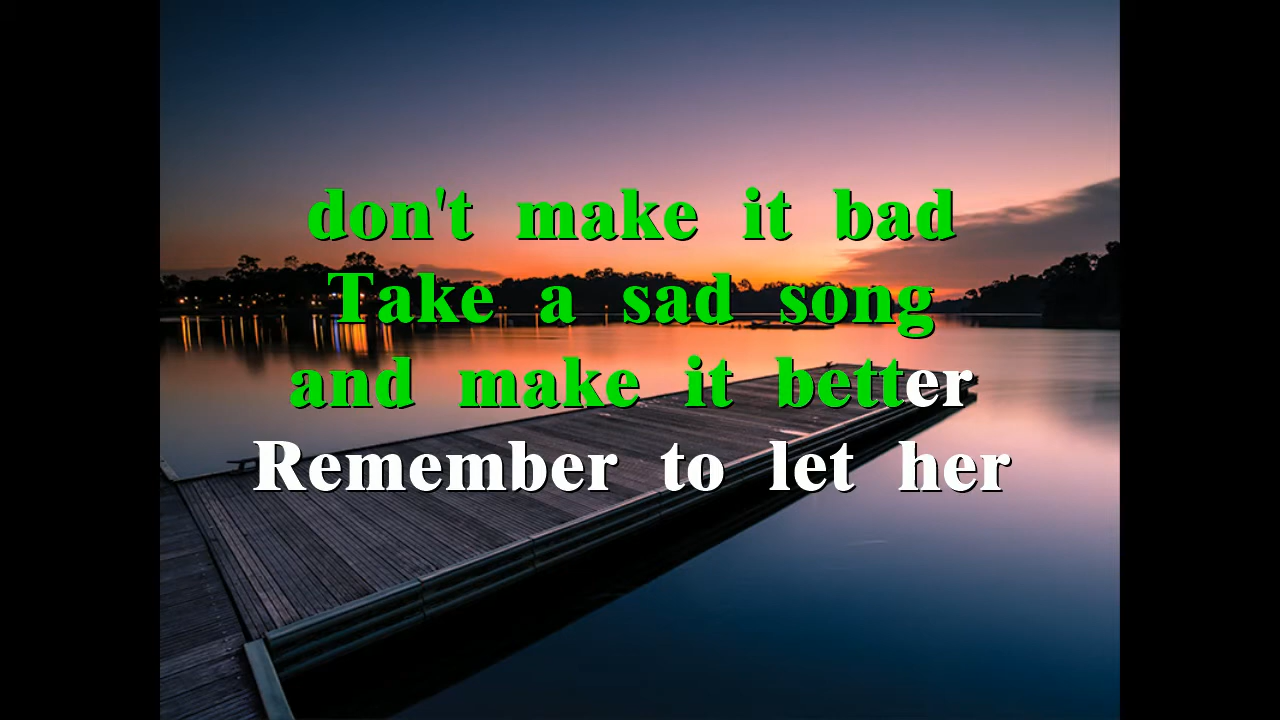 don't make it bad
Take a sad song
and make it better
Remember to let her